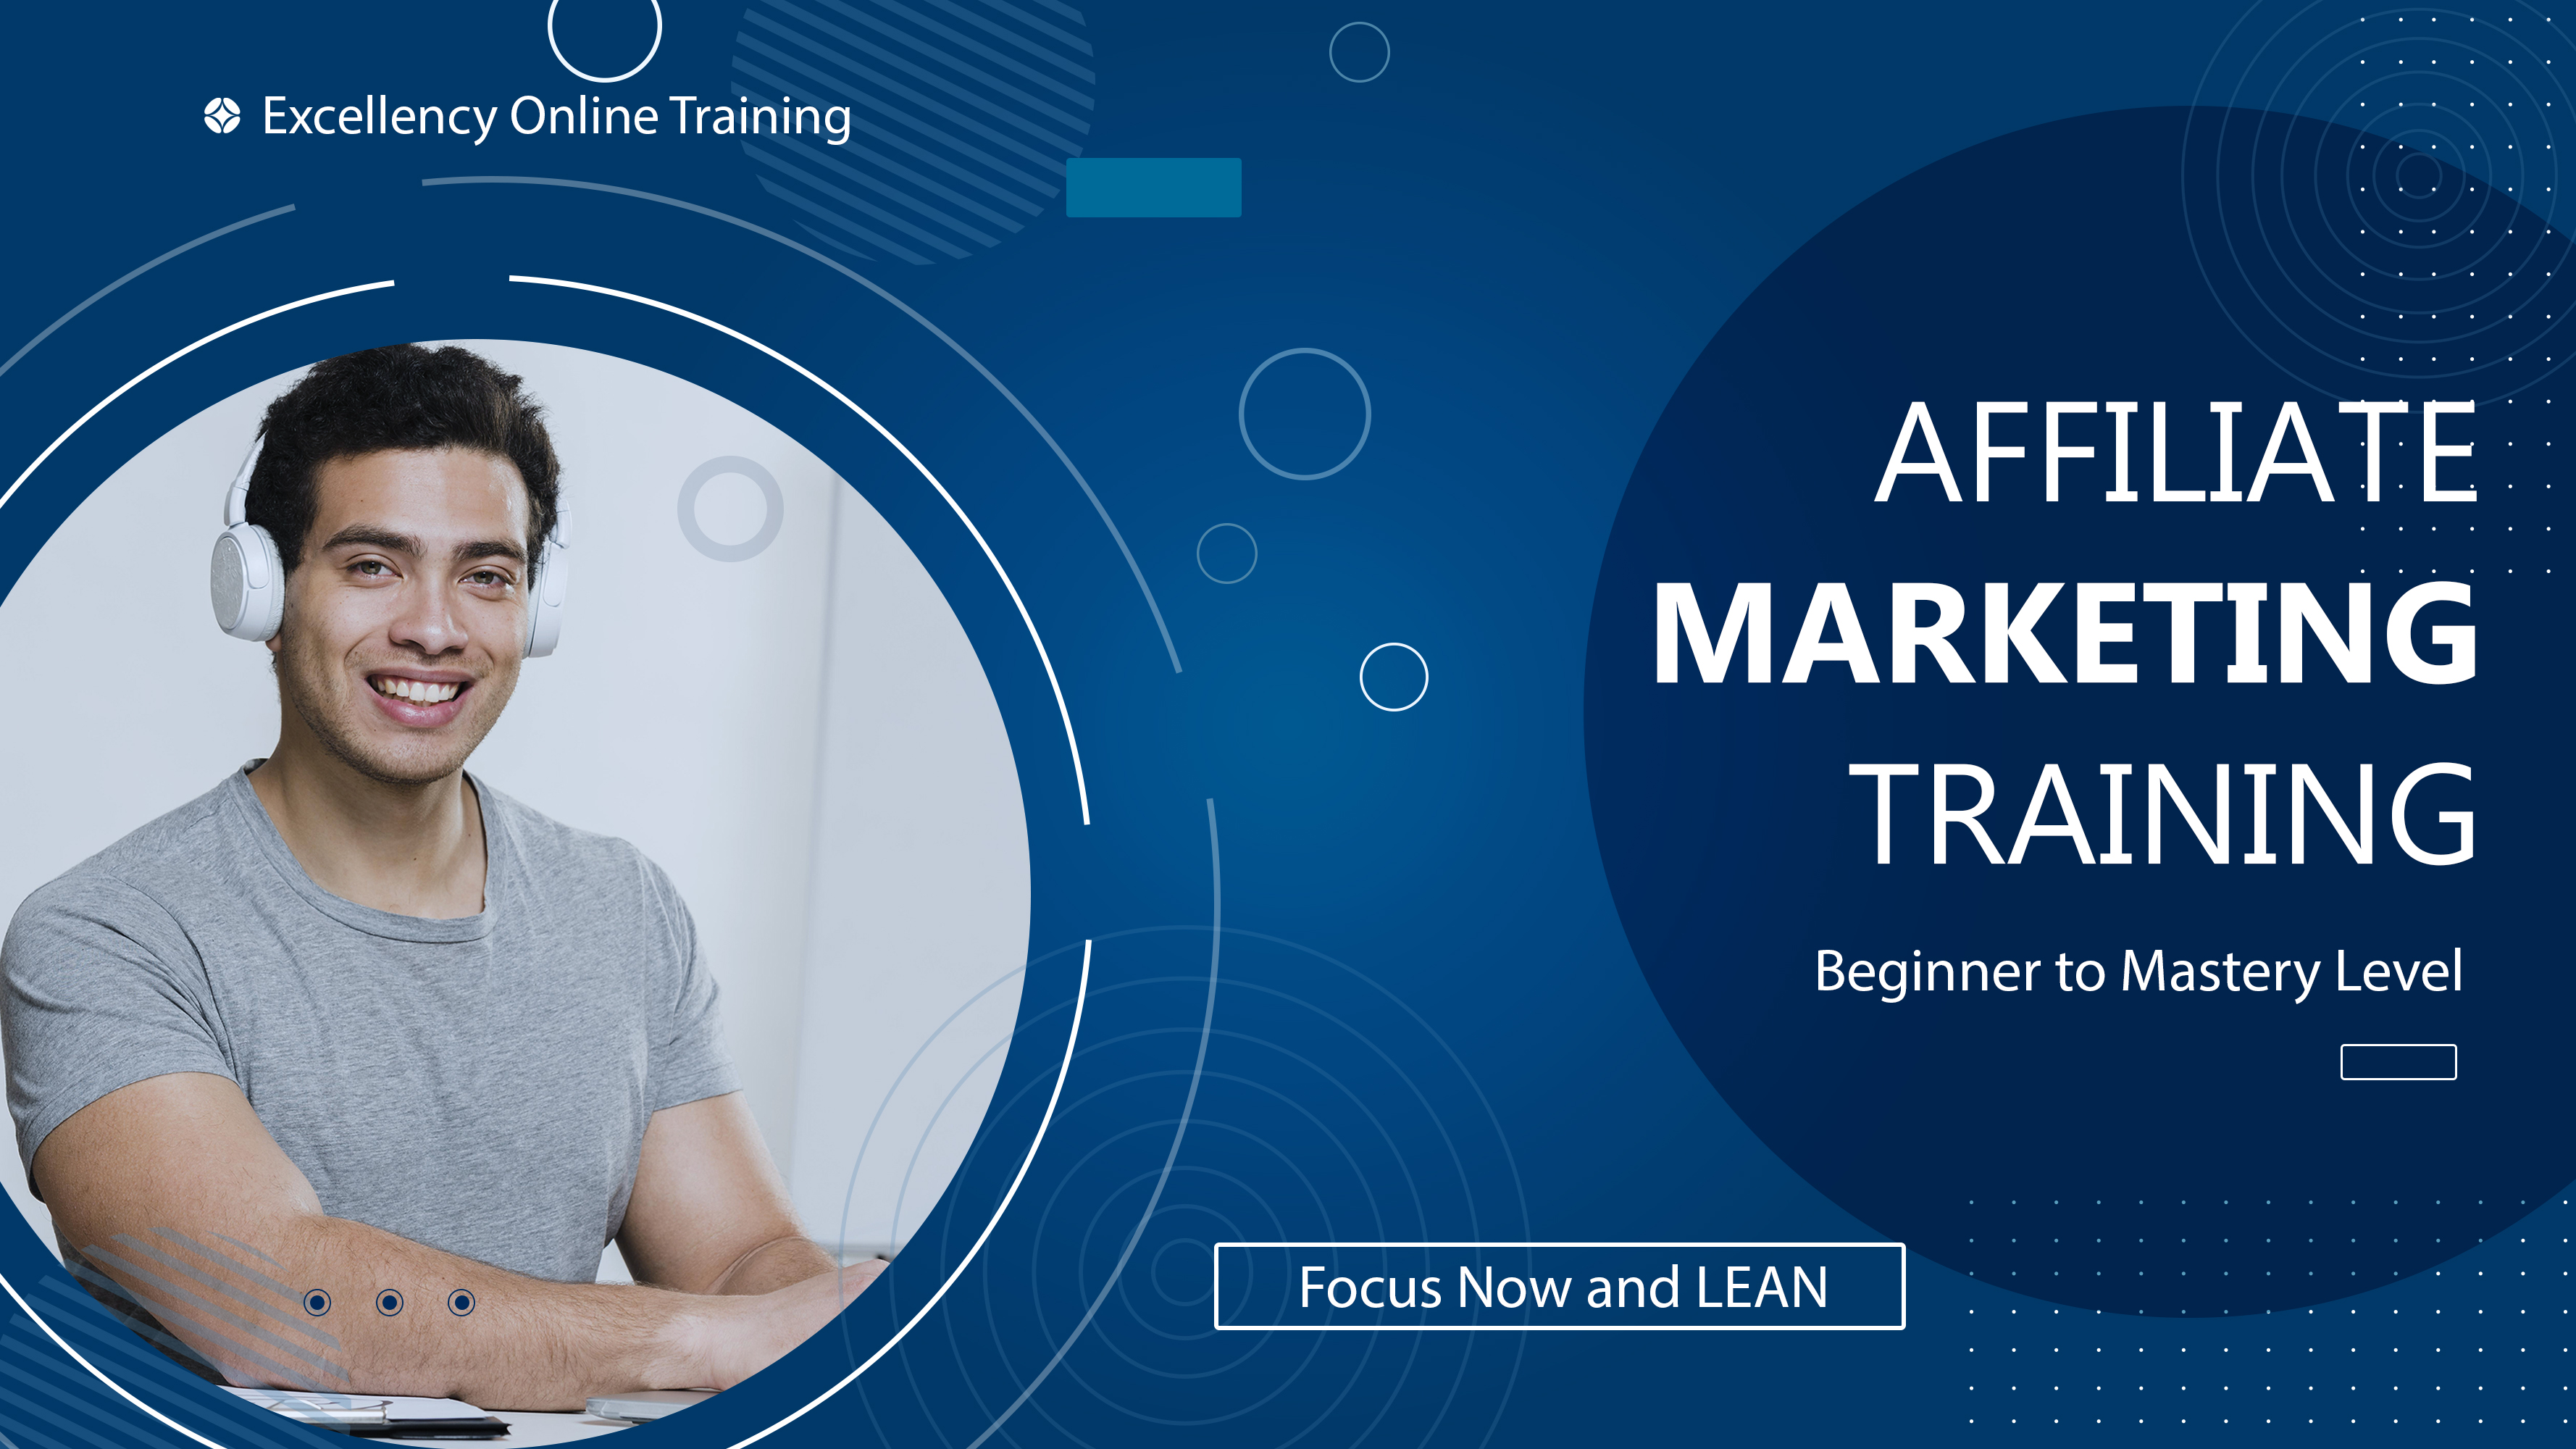 Excellency Online Training
AFFILIATE
MARKETING
TRAINING
Beginner to Mastery Level
Focus Now and LEAN